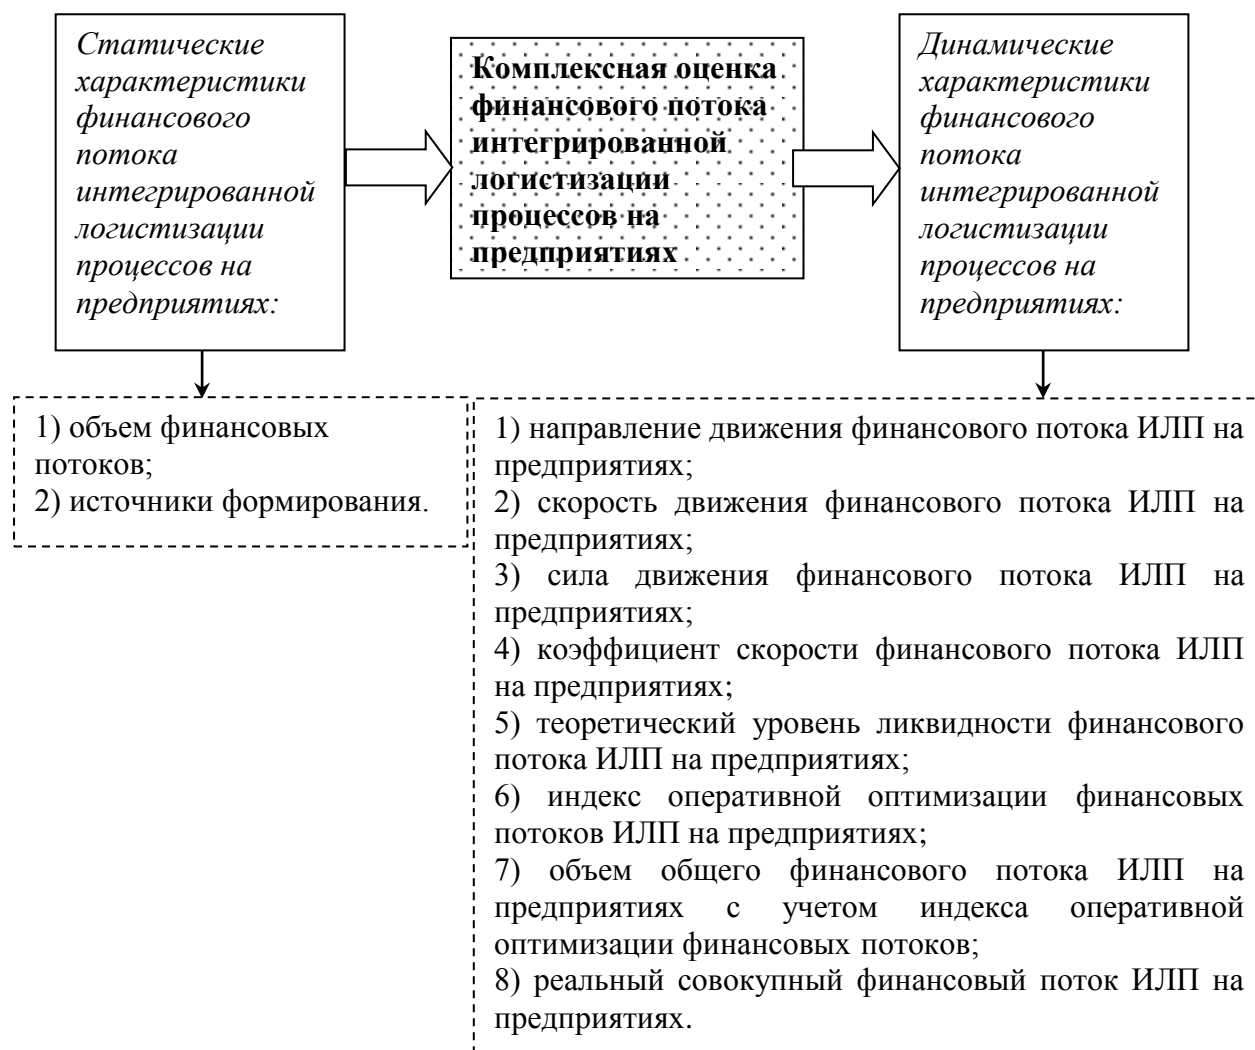 Статические
характеристики
финансового
потока
интегрированной
логистизации
процессов на
предприятиях:
Комплексная оценка
финансового потока
интегрированной
логистизации
процессов на
предприятиях
Динамические
характеристики
финансового
потока
интегрированной
логистизации
процессов на
предприятиях:
1) объем финансовых
потоков;
2) источники формирования.
1) направление движения финансового потока ИЛП на
предприятиях;
2) скорость движения финансового потока ИЛП на
предприятиях;
3) сила движения финансового потока ИЛП на
предприятиях;
4) коэффициент скорости финансового потока ИЛП
на предприятиях;
5) теоретический уровень ликвидности финансового
потока ИЛП на предприятиях;
6) индекс оперативной оптимизации финансовых
потоков ИЛП на предприятиях;
7) объем общего финансового потока ИЛП на
предприятиях с учетом индекса оперативной
оптимизации финансовых потоков;
8) реальный совокупный финансовый поток ИЛП на
предприятиях.